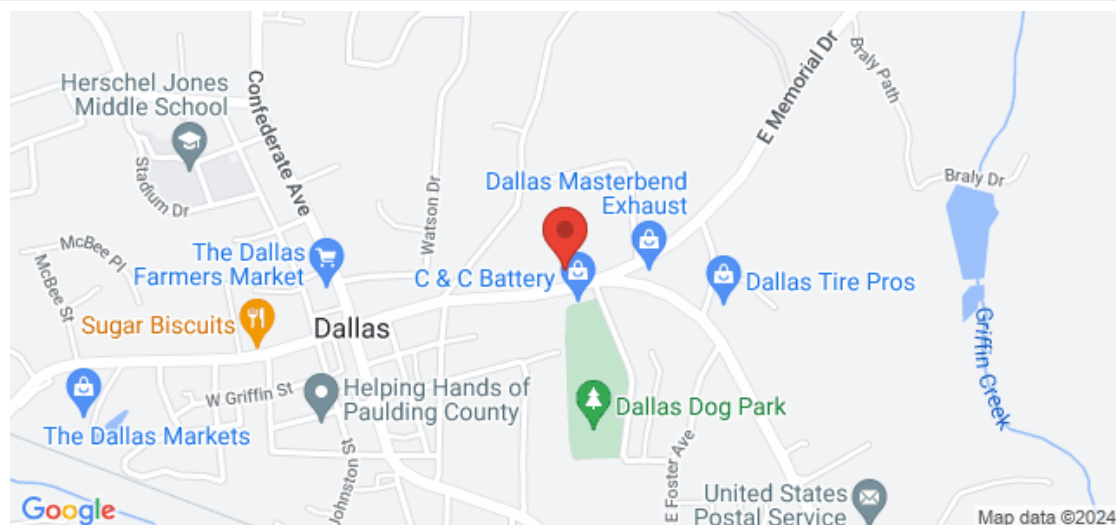 Herschel Jones
Middle School
Confederate Ave
Stadium Dr
Watson Dr
E Memorial Dr
Braly Path
Braly Dr
Dallas Masterbend
Exhaust
McBee Pl
McBee St
The Dallas
Farmers Market
C & C Battery
Dallas Tire Pros
Sugar Biscuits
Dallas
Griffin Creek
W Griffin St
Helping Hands of
Paulding County
Dallas Dog Park
The Dallas Markets
Johnston St
E Foster Ave
United States
Postal Service
Google
Map data ©2024